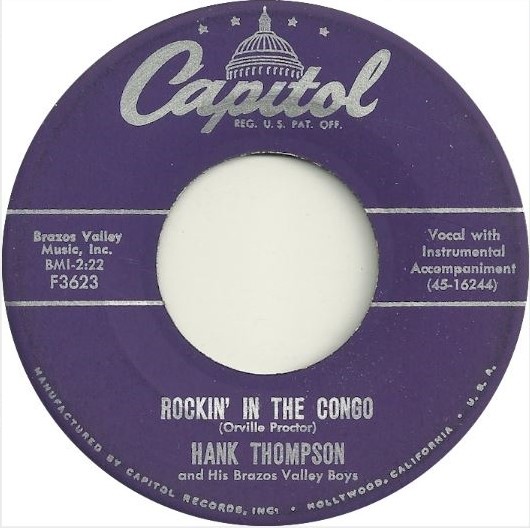 Capitol
REG. U.S. PAT. OFF.
Brazos Valley
Music, Inc.
BMI-2:22
F3623
Vocal with
Instrumental
Accompaniment
(45-16244)
ROCKIN' IN THE CONGO
(Orville Proctor)
HANK THOMPSON
and His Brazos Valley Boys
MANUFACTURED BY CAPITOL RECORDS, INC. • HOLLYWOOD, CALIFORNIA • U.S.A.